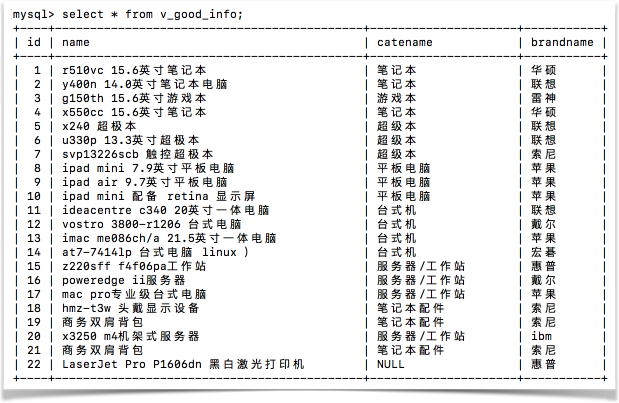 mysql> select * from v_good_info;
| id | name | catename | brandname |
| 1 | r510vc 15.6英寸笔记本 | 笔记本 | 华硕 |
| 2 | y400n 14.0英寸笔记本电脑 | 笔记本 | 联想 |
| 3 | g150th 15.6英寸游戏本 | 游戏本 | 雷神 |
| 4 | x550cc 15.6英寸笔记本 | 笔记本 | 华硕 |
| 5 | x240 超极本 | 超级本 | 联想 |
| 6 | u330p 13.3英寸超极本 | 超级本 | 联想 |
| 7 | svp13226scb 触控超极本 | 超级本 | 索尼 |
| 8 | ipad mini 7.9英寸平板电脑 | 平板电脑 | 苹果 |
| 9 | ipad air 9.7英寸平板电脑 | 平板电脑 | 苹果 |
| 10 | ipad mini 配备 retina 显示屏 | 平板电脑 | 苹果 |
| 11 | ideacentre c340 20英寸一体电脑 | 台式机 | 联想 |
| 12 | vostro 3800-r1206 台式电脑 | 台式机 | 戴尔 |
| 13 | imac me086ch/a 21.5英寸一体电脑 | 台式机 | 苹果 |
| 14 | at7-7414lp 台式电脑 linux ) | 台式机 | 宏碁 |
| 15 | z220sff f4f06pa工作站 | 服务器/工作站 | 惠普 |
| 16 | poweredge ii服务器 | 服务器/工作站 | 戴尔 |
| 17 | mac pro专业级台式电脑 | 服务器/工作站 | 苹果 |
| 18 | hmz-t3w 头戴显示设备 | 笔记本配件 | 索尼 |
| 19 | 商务双肩背包 | 笔记本配件 | 索尼 |
| 20 | x3250 m4机架式服务器 | 服务器/工作站 | ibm |
| 21 | 商务双肩背包 | 笔记本配件 | 索尼 |
| 22 | LaserJet Pro P1606dn 黑白激光打印机 | NULL | 惠普 |